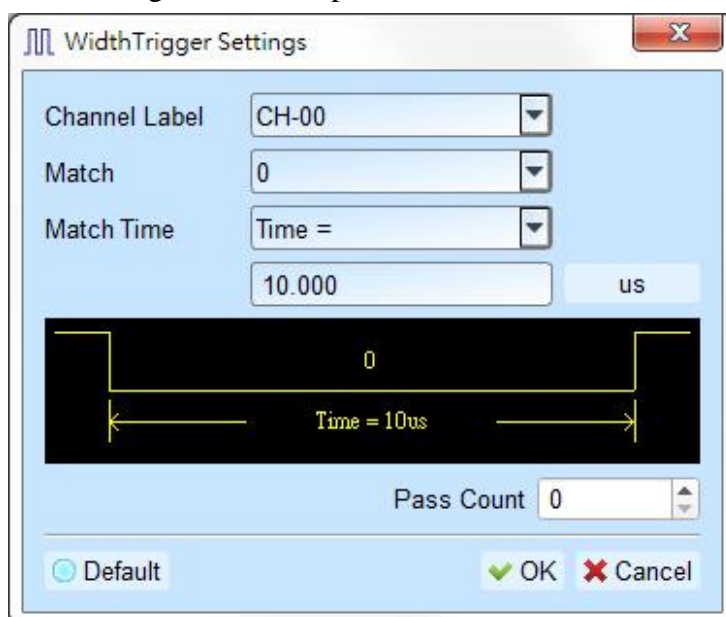 WidthTrigger Settings
Channel Label CH-00
Match 0
Match Time Time =
10.000 us
0
Time = 10us
Pass Count 0
Default OK Cancel